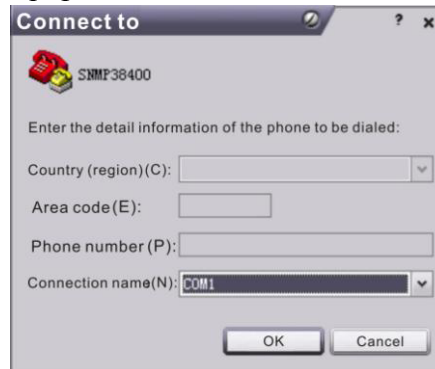 Connect to
? x
SNMP38400
Enter the detail information of the phone to be dialed:
Country (region)(C):
Area code(E):
Phone number(P):
Connection name(N): COM1
OK Cancel